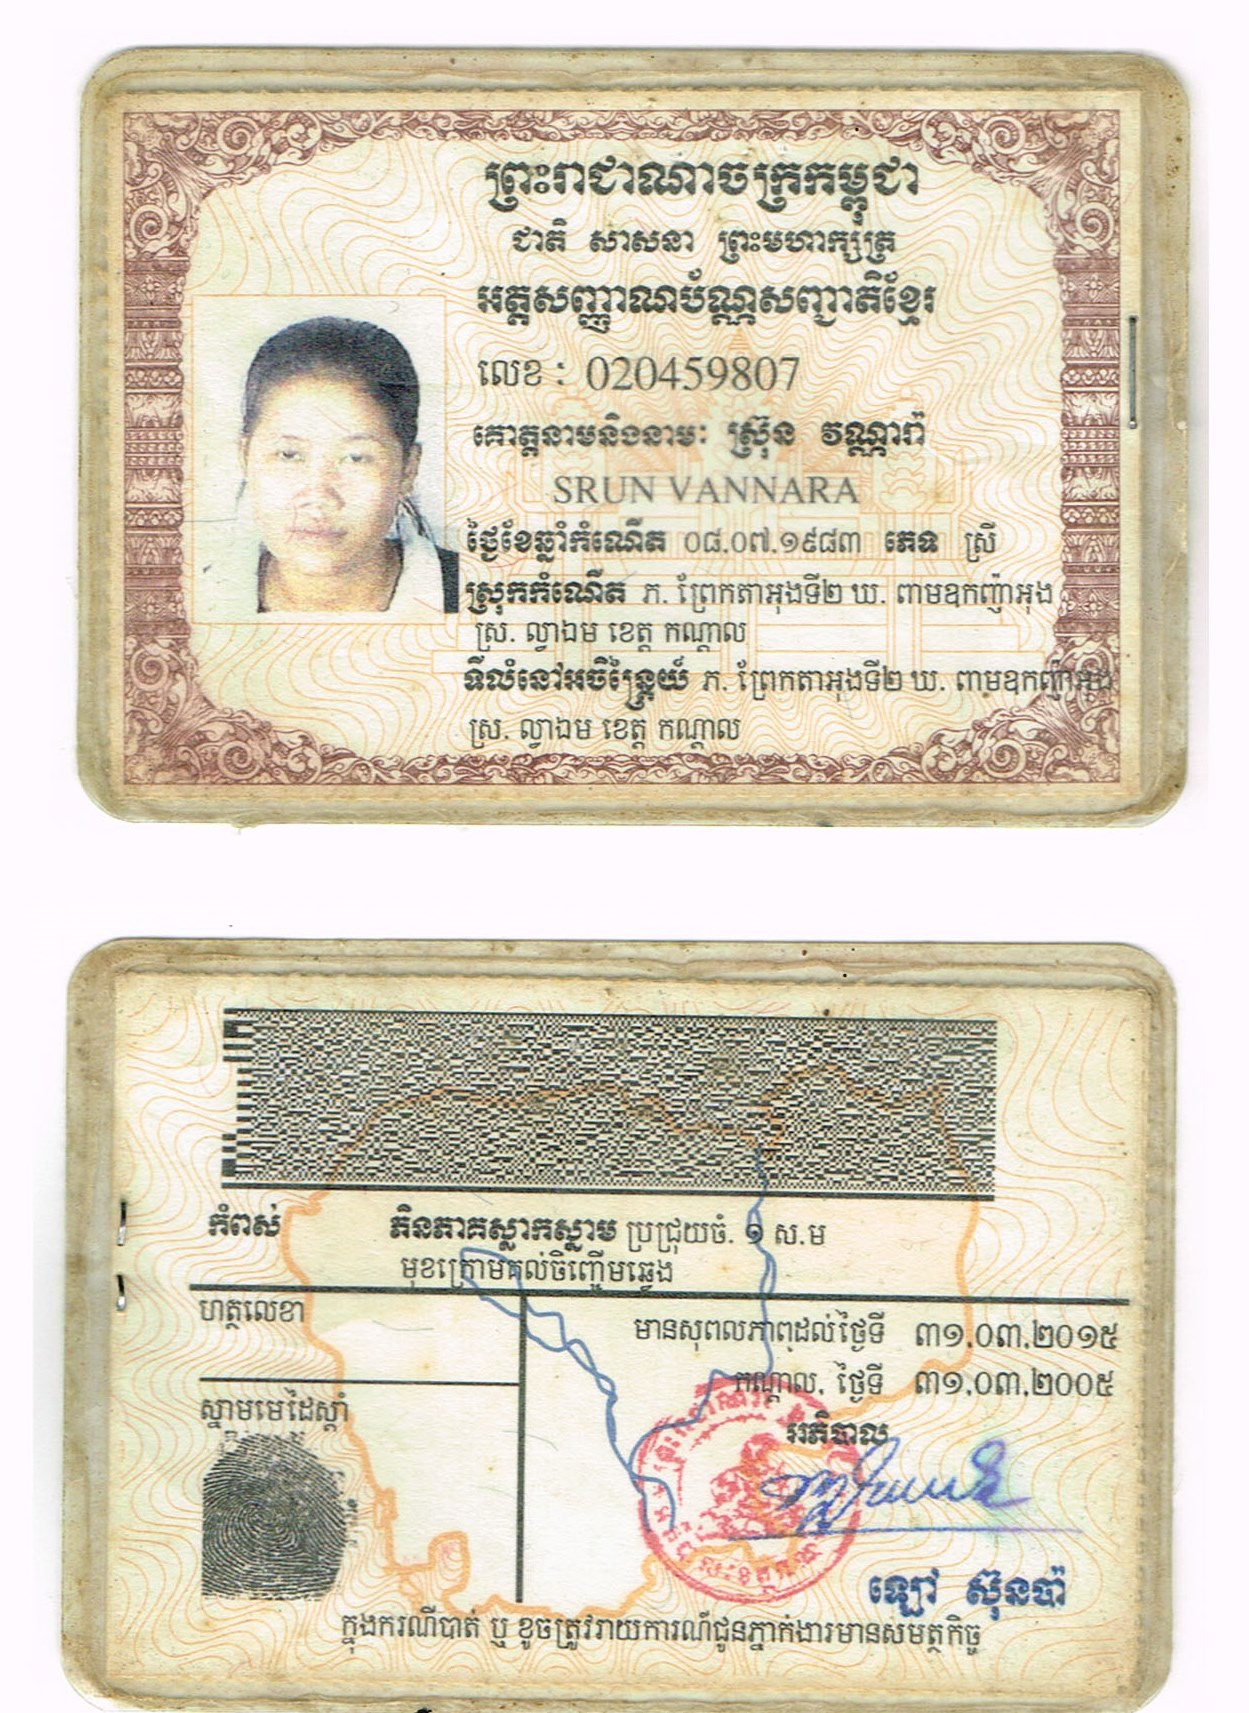 ព្រះរាជាណាចក្រកម្ពុជា
ជាតិ សាសនា ព្រះមហាក្សត្រ
អត្តសញ្ញាណប័ណ្ណសញ្ជាតិខ្មែរ
លេខ : 020459807
គោត្តនាមនិងនាមៈ ស្រ៊ុន វណ្ណារ៉ា
SRUN VANNARA
ថ្ងៃខែឆ្នាំកំណើត ០៨.០៧.១៩៨៣ ភេទ ស្រី
ស្រុកកំណើត ភ. ព្រែកតាអុងទី២ ឃ. ពាមឧកញ៉ាអុង
ស្រ. ល្វាឯម ខេត្ត កណ្តាល
ទីលំនៅអចិន្ត្រៃយ៍ ភ. ព្រែកតាអុងទី២ ឃ. ពាមឧកញ៉ាអុង
ស្រ. ល្វាឯម ខេត្ត កណ្តាល
កំពស់ ភិនភាគស្លាកស្នាម ប្រជ្រុយចំ. ១ ស.ម
មុខក្រោមគល់ចិញ្ចើមឆ្វេង
ហត្ថលេខា
មានសុពលភាពដល់ថ្ងៃទី ៣១.០៣.២០១៥
កណ្តាល, ថ្ងៃទី ៣១.០៣.២០០៥
ស្នាមមេដៃស្តាំ
អភិបាល
ឡៅ ស៊ុនប៉ា
ក្នុងករណីបាត់ ឬ ខូចត្រូវរាយការណ៍ជូនភ្នាក់ងារមានសមត្ថកិច្ច